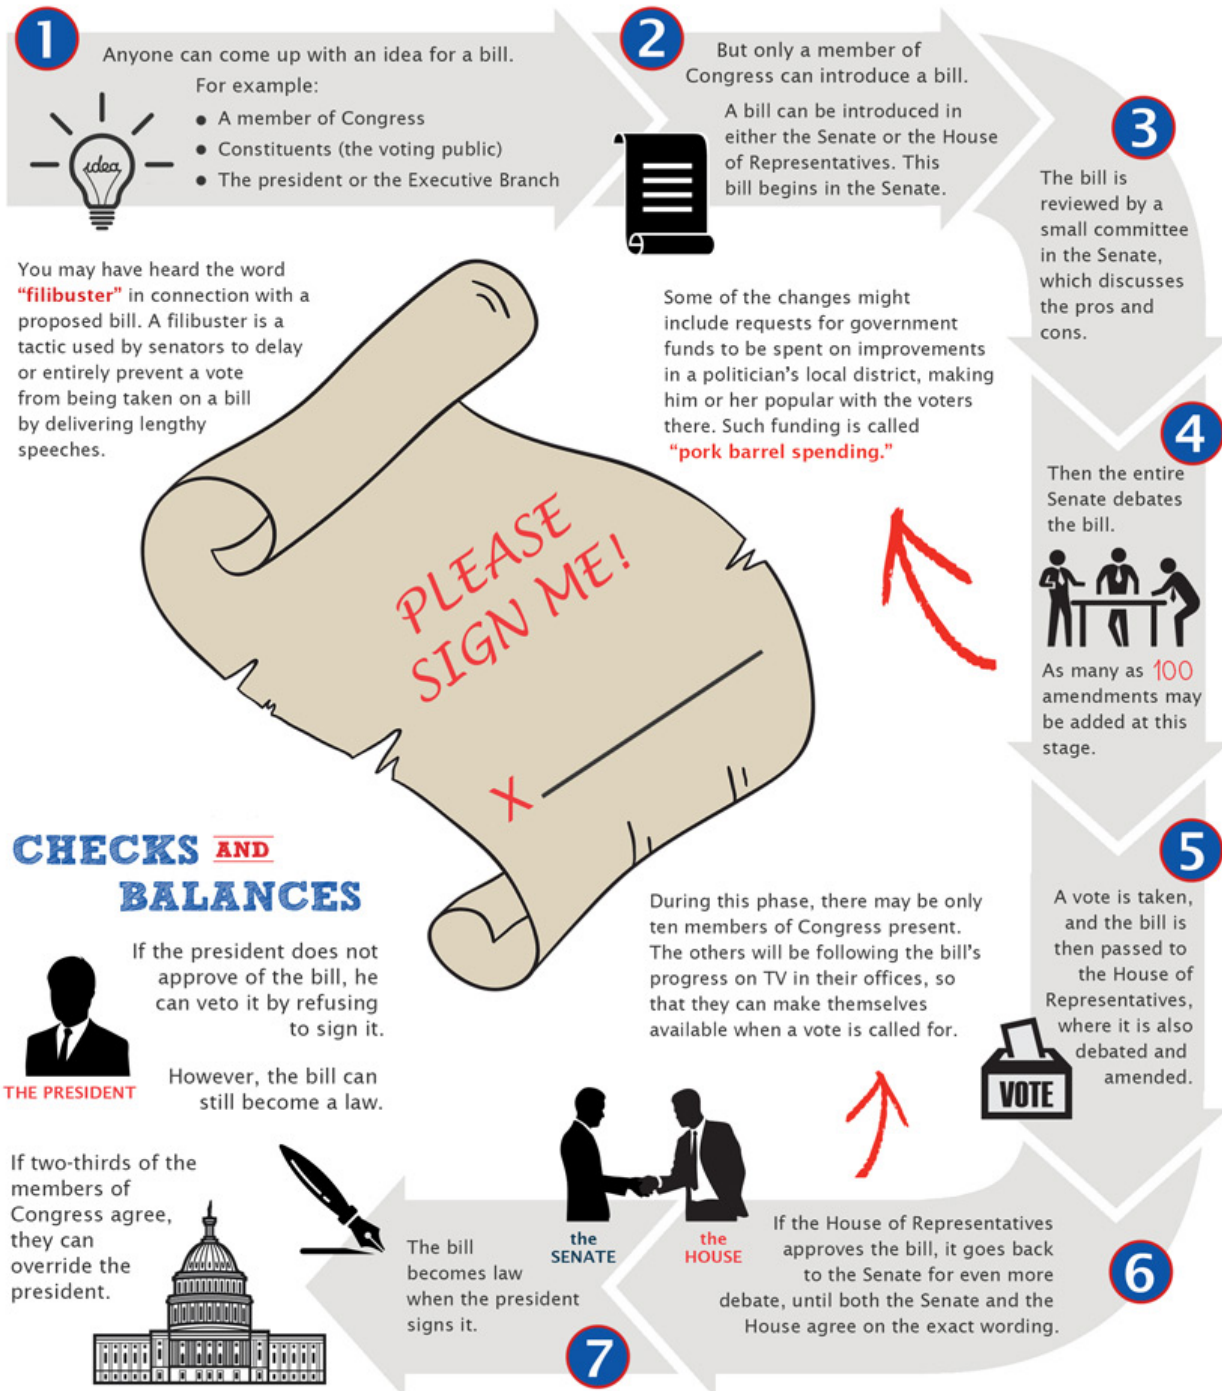 1
Anyone can come up with an idea for a bill.
For example:
● A member of Congress
● Constituents (the voting public)
● The president or the Executive Branch
idea
2
But only a member of
Congress can introduce a bill.
A bill can be introduced in
either the Senate or the House
of Representatives. This
bill begins in the Senate.
3
The bill is
reviewed by a
small committee
in the Senate,
which discusses
the pros and
cons.
You may have heard the word
“filibuster” in connection with a
proposed bill. A filibuster is a
tactic used by senators to delay
or entirely prevent a vote
from being taken on a bill
by delivering lengthy
speeches.
Some of the changes might
include requests for government
funds to be spent on improvements
in a politician’s local district, making
him or her popular with the voters
there. Such funding is called
“pork barrel spending.”
4
Then the entire
Senate debates
the bill.
As many as 100
amendments may
be added at this
stage.
PLEASE
SIGN ME!
X
5
A vote is taken,
and the bill is
then passed to
the House of
Representatives,
where it is also
debated and
amended.
VOTE
During this phase, there may be only
ten members of Congress present.
The others will be following the bill’s
progress on TV in their offices, so
that they can make themselves
available when a vote is called for.
6
If the House of Representatives
approves the bill, it goes back
to the Senate for even more
debate, until both the Senate and the
House agree on the exact wording.
the
SENATE
the
HOUSE
7
The bill
becomes law
when the president
signs it.
CHECKS AND
BALANCES
If the president does not
approve of the bill, he
can veto it by refusing
to sign it.
However, the bill can
still become a law.
THE PRESIDENT
If two-thirds of the
members of
Congress agree,
they can
override the
president.